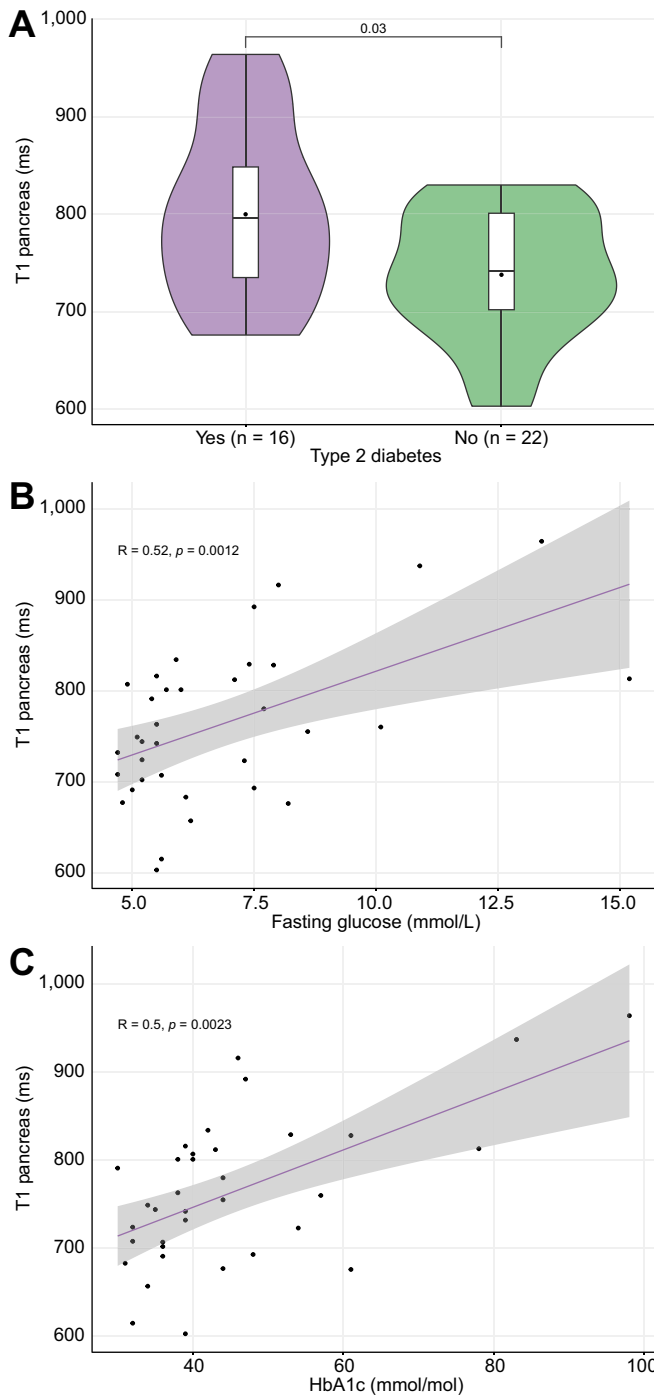 A
1,000
0.03
900
800
700
600
T1 pancreas (ms)
Yes (n = 16)
No (n = 22)
Type 2 diabetes
B
1,000
R = 0.52, p = 0.0012
900
800
700
600
T1 pancreas (ms)
5.0
7.5
10.0
12.5
15.0
Fasting glucose (mmol/L)
C
1,000
R = 0.5, p = 0.0023
900
800
700
600
T1 pancreas (ms)
40
60
80
100
HbA1c (mmol/mol)